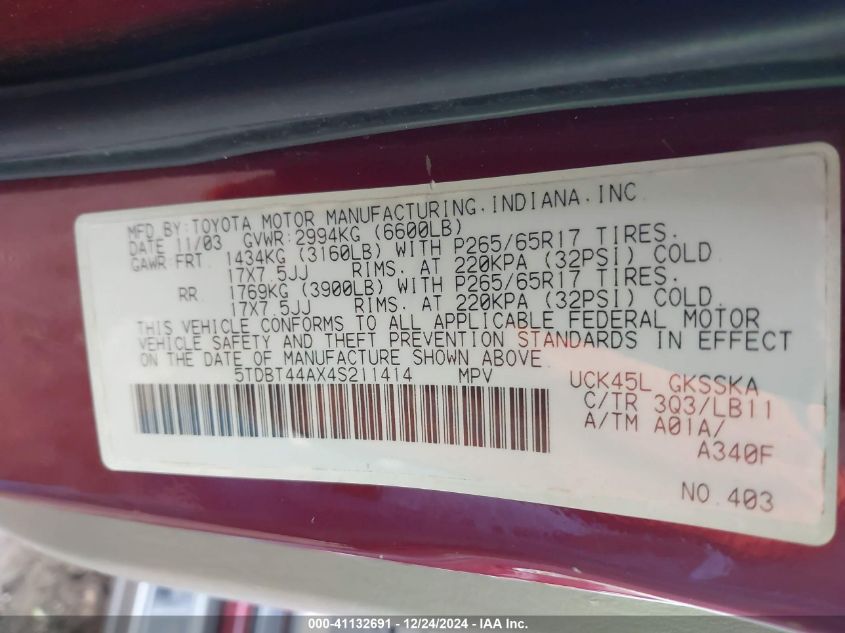 MFD BY: TOYOTA MOTOR MANUFACTURING, INDIANA, INC.
DATE 11/03 GVWR: 2994KG (6600LB)
GAWR: FRT 1434KG (3160LB) WITH P265/65R17 TIRES.
17X7.5JJ RIMS. AT 220KPA (32PSI) COLD
RR 1769KG (3900LB) WITH P265/65R17 TIRES.
17X7.5JJ RIMS. AT 220KPA (32PSI) COLD.
THIS VEHICLE CONFORMS TO ALL APPLICABLE FEDERAL MOTOR
VEHICLE SAFETY AND THEFT PREVENTION STANDARDS IN EFFECT
ON THE DATE OF MANUFACTURE SHOWN ABOVE.
5TDBT44AX4S211414 MPV UCK45L GKSSKA
C/TR 3Q3/LB11
A/TM A01A/
A340F
NO. 403
000-41132691 - 12/24/2024 - IAA Inc.